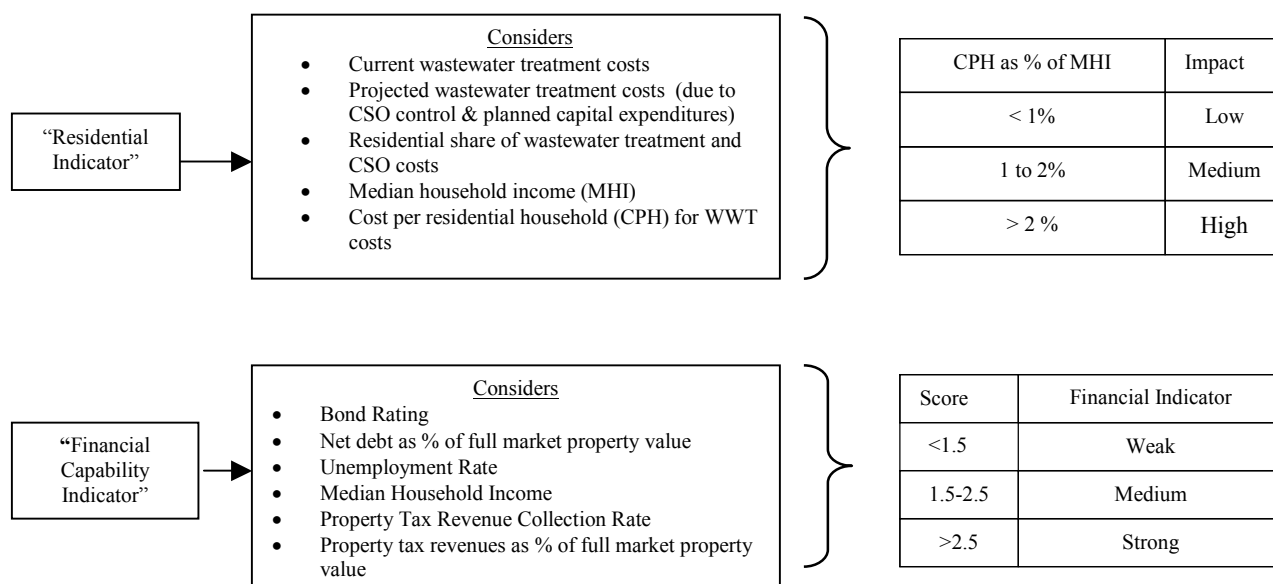 “Residential
Indicator”
Considers
• Current wastewater treatment costs
• Projected wastewater treatment costs (due to
CSO control & planned capital expenditures)
• Residential share of wastewater treatment and
CSO costs
• Median household income (MHI)
• Cost per residential household (CPH) for WWT
costs
CPH as % of MHI Impact
< 1% Low
1 to 2% Medium
> 2 % High
“Financial
Capability
Indicator”
Considers
• Bond Rating
• Net debt as % of full market property value
• Unemployment Rate
• Median Household Income
• Property Tax Revenue Collection Rate
• Property tax revenues as % of full market property
value
Score Financial Indicator
<1.5 Weak
1.5-2.5 Medium
>2.5 Strong